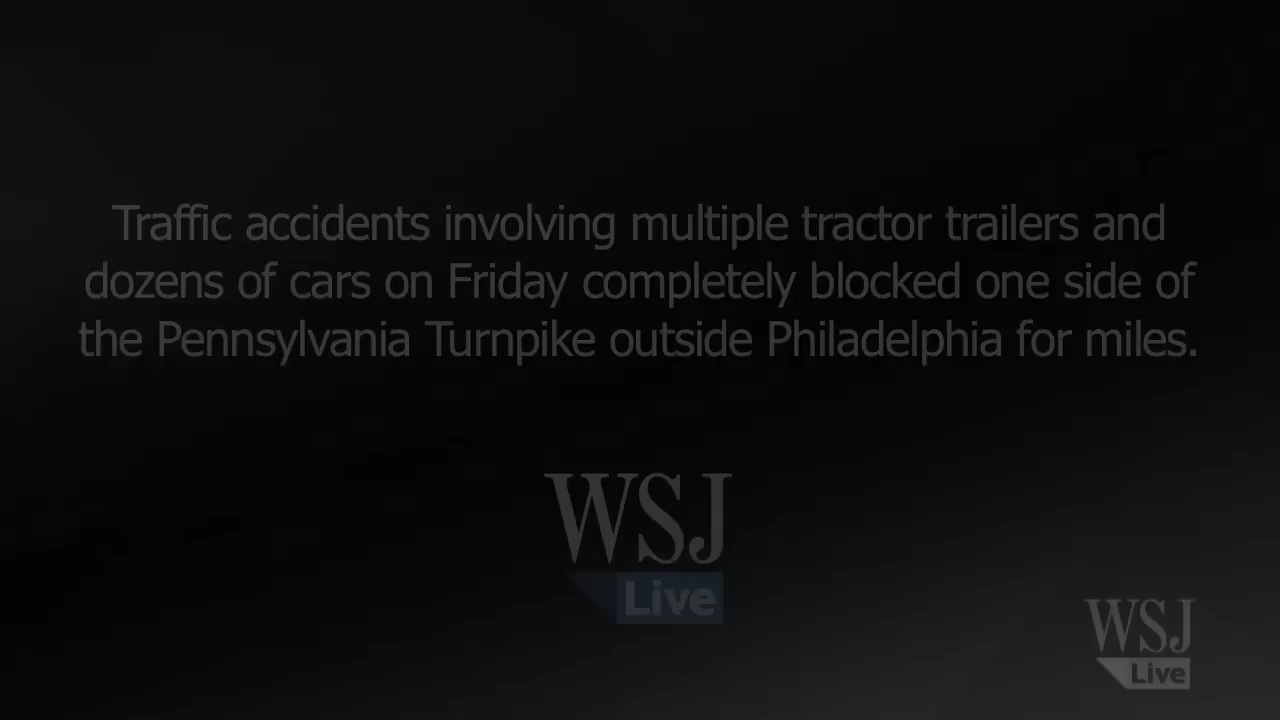 Traffic accidents involving multiple tractor trailers and
dozens of cars on Friday completely blocked one side of
the Pennsylvania Turnpike outside Philadelphia for miles.
WSJ
Live
WSJ
Live